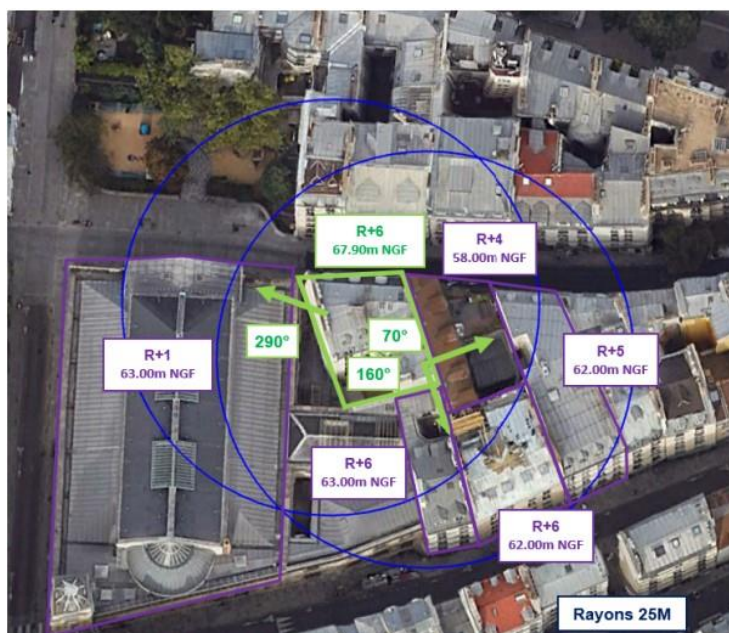 R+6
67.90m NGF
R+4
58.00m NGF
290°
70°
R+1
63.00m NGF
160°
R+5
62.00m NGF
R+6
63.00m NGF
R+6
62.00m NGF
Rayons 25M